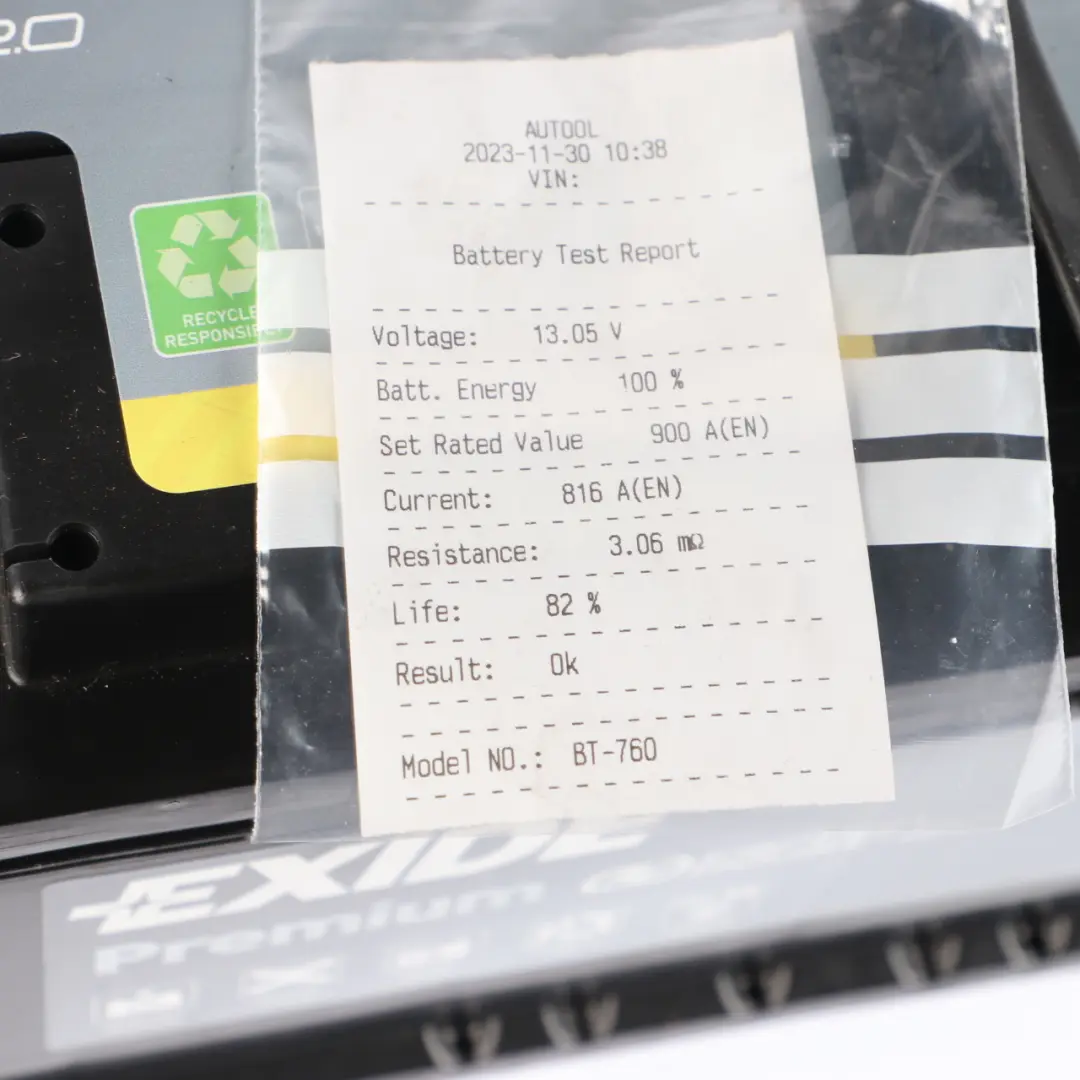 2.0
RECYCLE
RESPONSIBLY
AUTOOL
2023-11-30 10:38
VIN:
Battery Test Report
Voltage: 13.05 V
Batt. Energy 100 %
Set Rated Value 900 A(EN)
Current: 816 A(EN)
Resistance: 3.06 mΩ
Life: 82 %
Result: Ok
Model NO.: BT-760
EXIDE
Premium